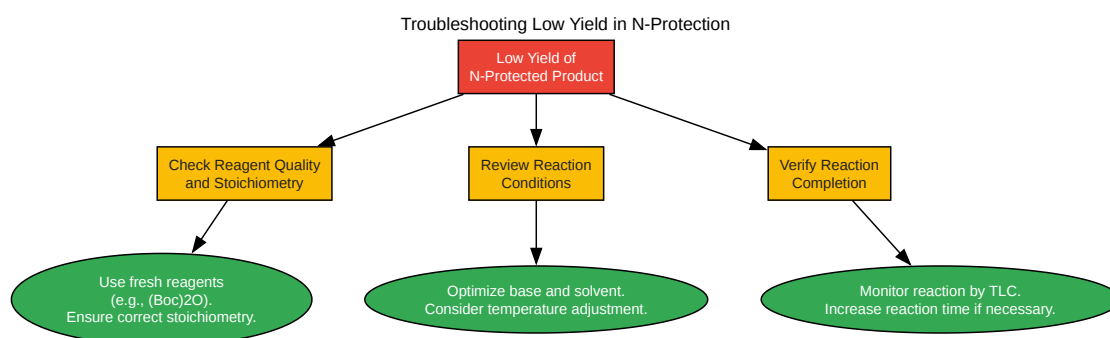 Troubleshooting Low Yield in N-Protection
Low Yield of
N-Protected Product
Check Reagent Quality
and Stoichiometry
Review Reaction
Conditions
Verify Reaction
Completion
Use fresh reagents
(e.g., (Boc)2O).
Ensure correct stoichiometry.
Optimize base and solvent.
Consider temperature adjustment.
Monitor reaction by TLC.
Increase reaction time if necessary.